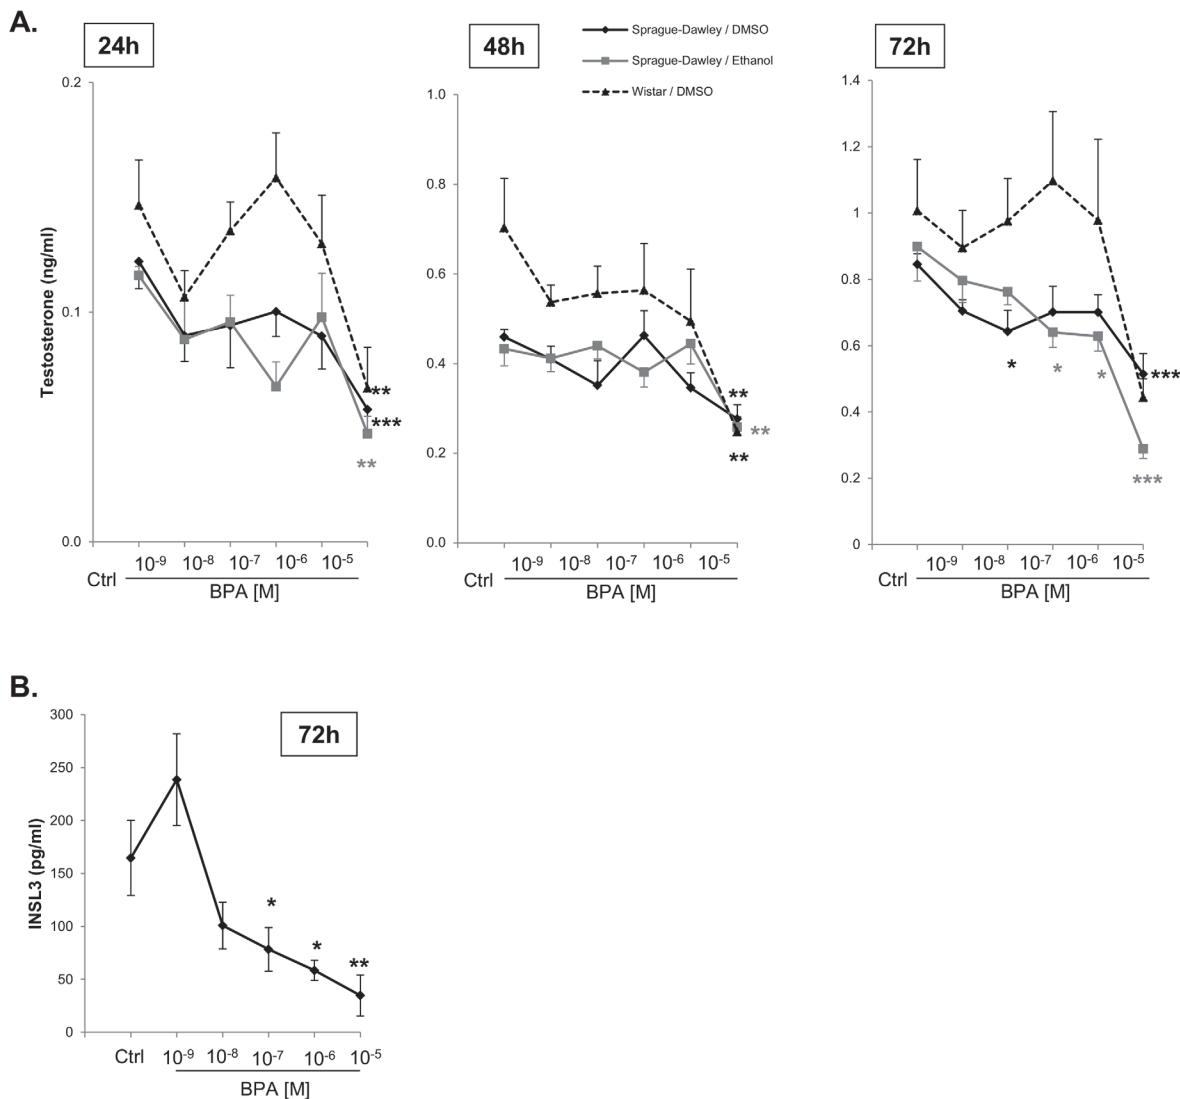 A.
24h
48h
72h
Sprague-Dawley / DMSO
Sprague-Dawley / Ethanol
Wistar / DMSO
Testosterone (ng/ml)
0.2
0.1
0.0
**
***
**
Ctrl
10-9 10-8 10-7 10-6 10-5
BPA [M]
1.0
0.8
0.6
0.4
0.2
0.0
**
**
**
Ctrl
10-9 10-8 10-7 10-6 10-5
BPA [M]
1.4
1.2
1
0.8
0.6
0.4
0.2
0
*
*
*
***
***
Ctrl
10-9 10-8 10-7 10-6 10-5
BPA [M]
B.
72h
INSL3 (pg/ml)
300
250
200
150
100
50
0
*
*
**
Ctrl 10-9 10-8 10-7 10-6 10-5
BPA [M]